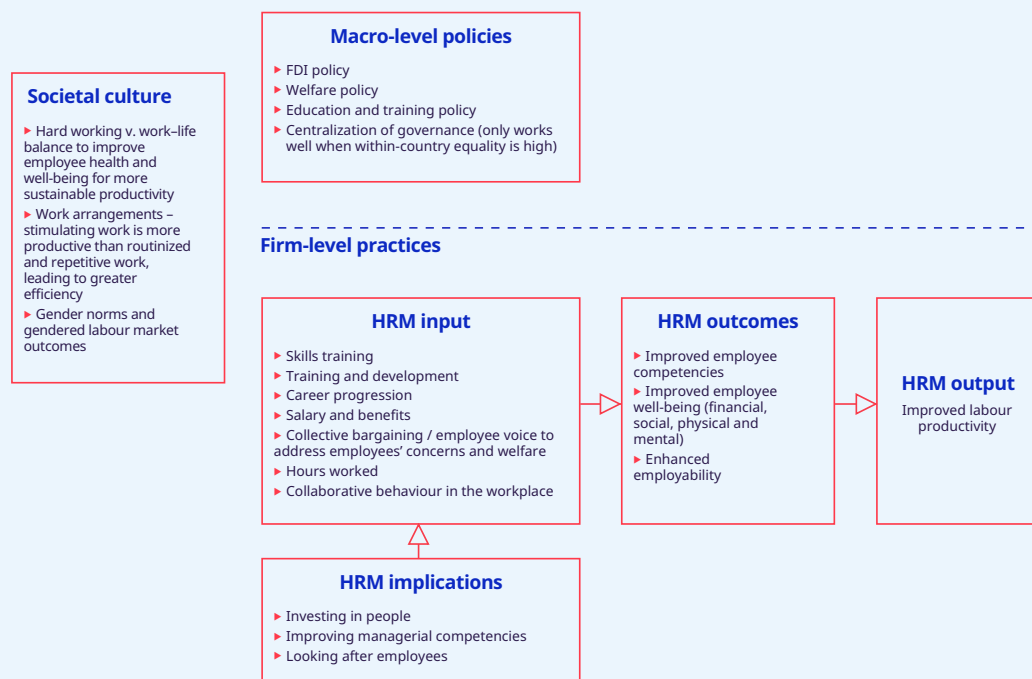 Macro-level policies
▸ FDI policy
▸ Welfare policy
▸ Education and training policy
▸ Centralization of governance (only works
well when within-country equality is high)
Societal culture
▸ Hard working v. work–life
balance to improve
employee health and
well-being for more
sustainable productivity
▸ Work arrangements –
stimulating work is more
productive than routinized
and repetitive work,
leading to greater
efficiency
▸ Gender norms and
gendered labour market
outcomes
Firm-level practices
HRM input
▸ Skills training
▸ Training and development
▸ Career progression
▸ Salary and benefits
▸ Collective bargaining / employee voice to
address employees’ concerns and welfare
▸ Hours worked
▸ Collaborative behaviour in the workplace
HRM outcomes
▸ Improved employee
competencies
▸ Improved employee
well-being (financial,
social, physical and
mental)
▸ Enhanced
employability
HRM output
Improved labour
productivity
HRM implications
▸ Investing in people
▸ Improving managerial competencies
▸ Looking after employees